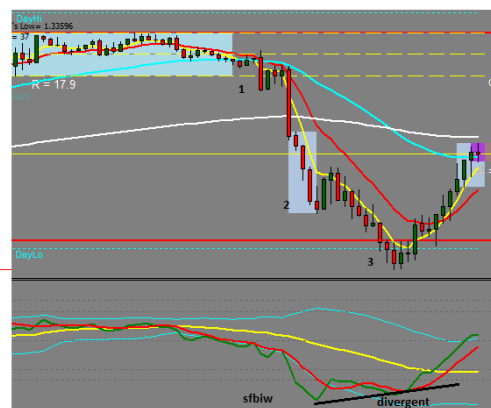 DayHi
's Low= 1.33596
= 37
R = 17.9
1
2
3
DayLo
sfbiw
divergent